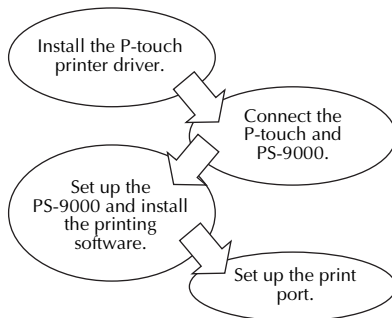 Install the P-touch
printer driver.
Connect the
P-touch and
PS-9000.
Set up the
PS-9000 and install
the printing
software.
Set up the print
port.